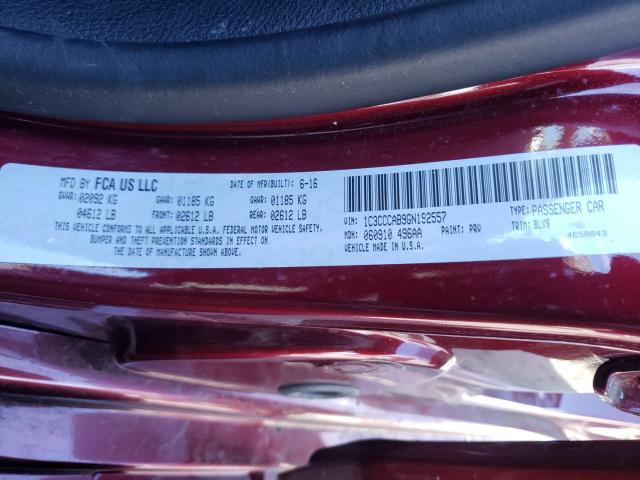 MFD BY FCA US LLC
DATE OF MFR(BUILT): 6-16
GVWR: 02092 KG
GAWR: 01185 KG
GAWR: 01185 KG
04612 LB
FRONT: 02612 LB
REAR: 02612 LB
THIS VEHICLE CONFORMS TO ALL U.S.A. FEDERAL MOTOR VEHICLE SAFETY,
BUMPER AND THEFT PREVENTION STANDARDS IN EFFECT ON
THE DATE OF MANUFACTURE SHOWN ABOVE.
VIN: 1C3CCCAB9GN192557
TYPE: PASSENGER CAR
MDH: 060910 496AA
PAINT: PRV
TRIM: BLX9
VEHICLE MADE IN U.S.A.
4658843